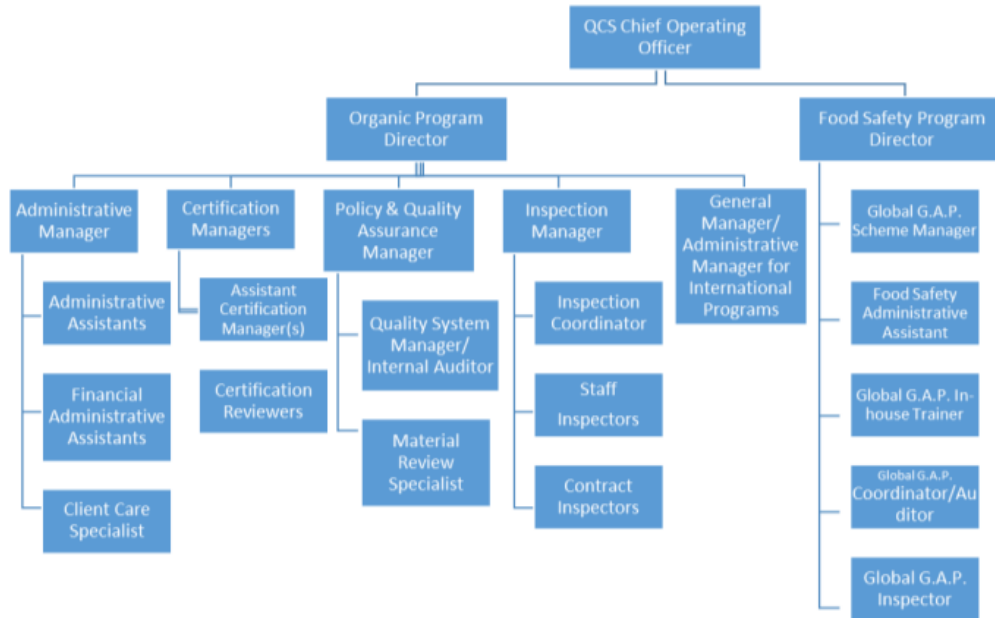 QCS Chief Operating
Officer
Organic Program
Director
Food Safety Program
Director
Administrative
Manager
Certification
Managers
Policy & Quality
Assurance
Manager
Inspection
Manager
General
Manager/
Administrative
Manager for
International
Programs
Global G.A.P.
Scheme Manager
Administrative
Assistants
Assistant
Certification
Manager(s)
Quality System
Manager/
Internal Auditor
Inspection
Coordinator
Food Safety
Administrative
Assistant
Financial
Administrative
Assistants
Certification
Reviewers
Material
Review
Specialist
Staff
Inspectors
Global G.A.P. In-
house Trainer
Client Care
Specialist
Contract
Inspectors
Global G.A.P.
Coordinator/Au
ditor
Global G.A.P.
Inspector